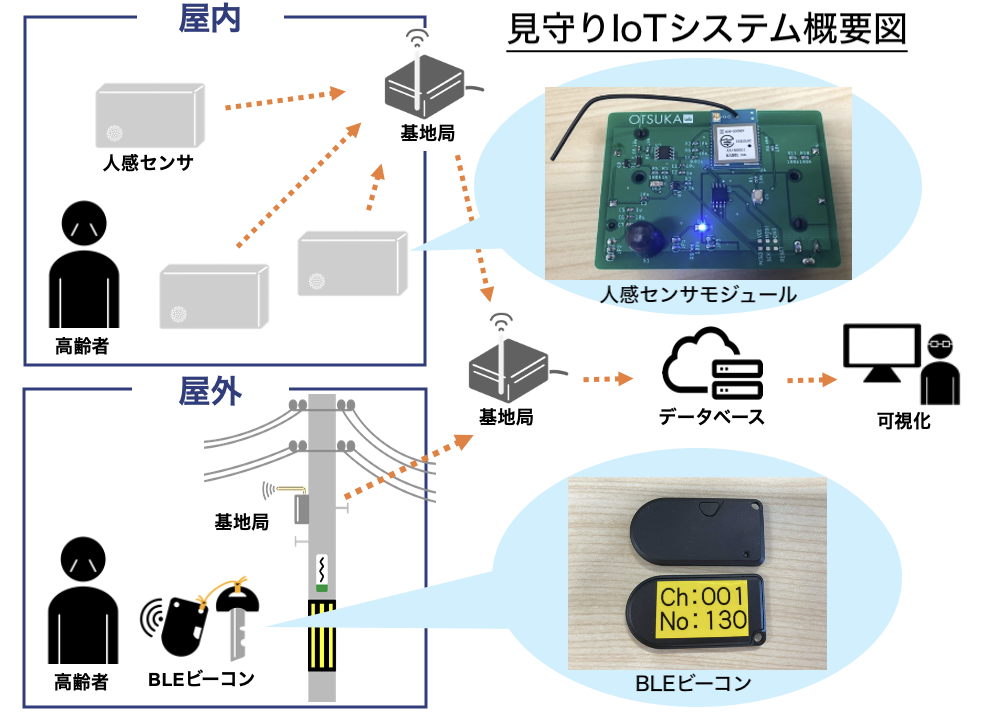 見守りIoTシステム概要図
屋内
人感センサ
基地局
高齢者
OTSUKA
人感センサモジュール
基地局
データベース
可視化
屋外
基地局
高齢者
BLEビーコン
Ch:001
No:130
BLEビーコン